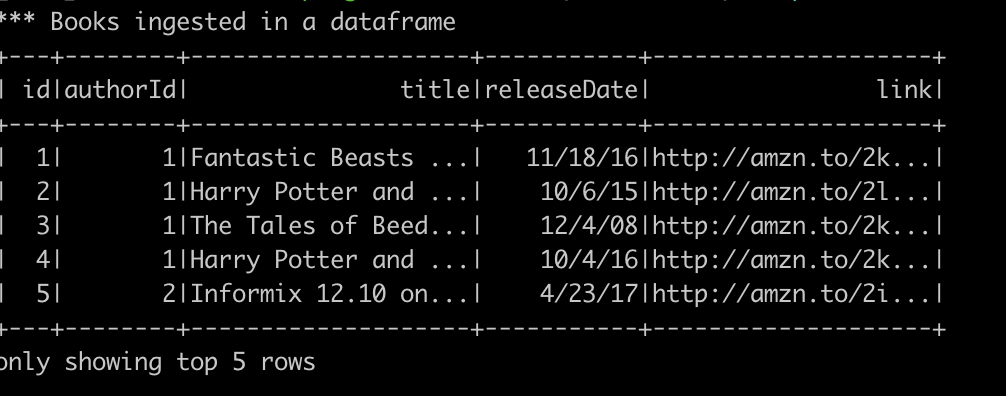 *** Books ingested in a dataframe
+---+--------+--------------------+-----------+--------------------+
| id|authorId|               title|releaseDate|                link|
+---+--------+--------------------+-----------+--------------------+
|  1|       1|Fantastic Beasts ...|   11/18/16|http://amzn.to/2k...|
|  2|       1|Harry Potter and ...|    10/6/15|http://amzn.to/2l...|
|  3|       1|The Tales of Beed...|    12/4/08|http://amzn.to/2k...|
|  4|       1|Harry Potter and ...|    10/4/16|http://amzn.to/2k...|
|  5|       2|Informix 12.10 on...|    4/23/17|http://amzn.to/2i...|
+---+--------+--------------------+-----------+--------------------+
only showing top 5 rows